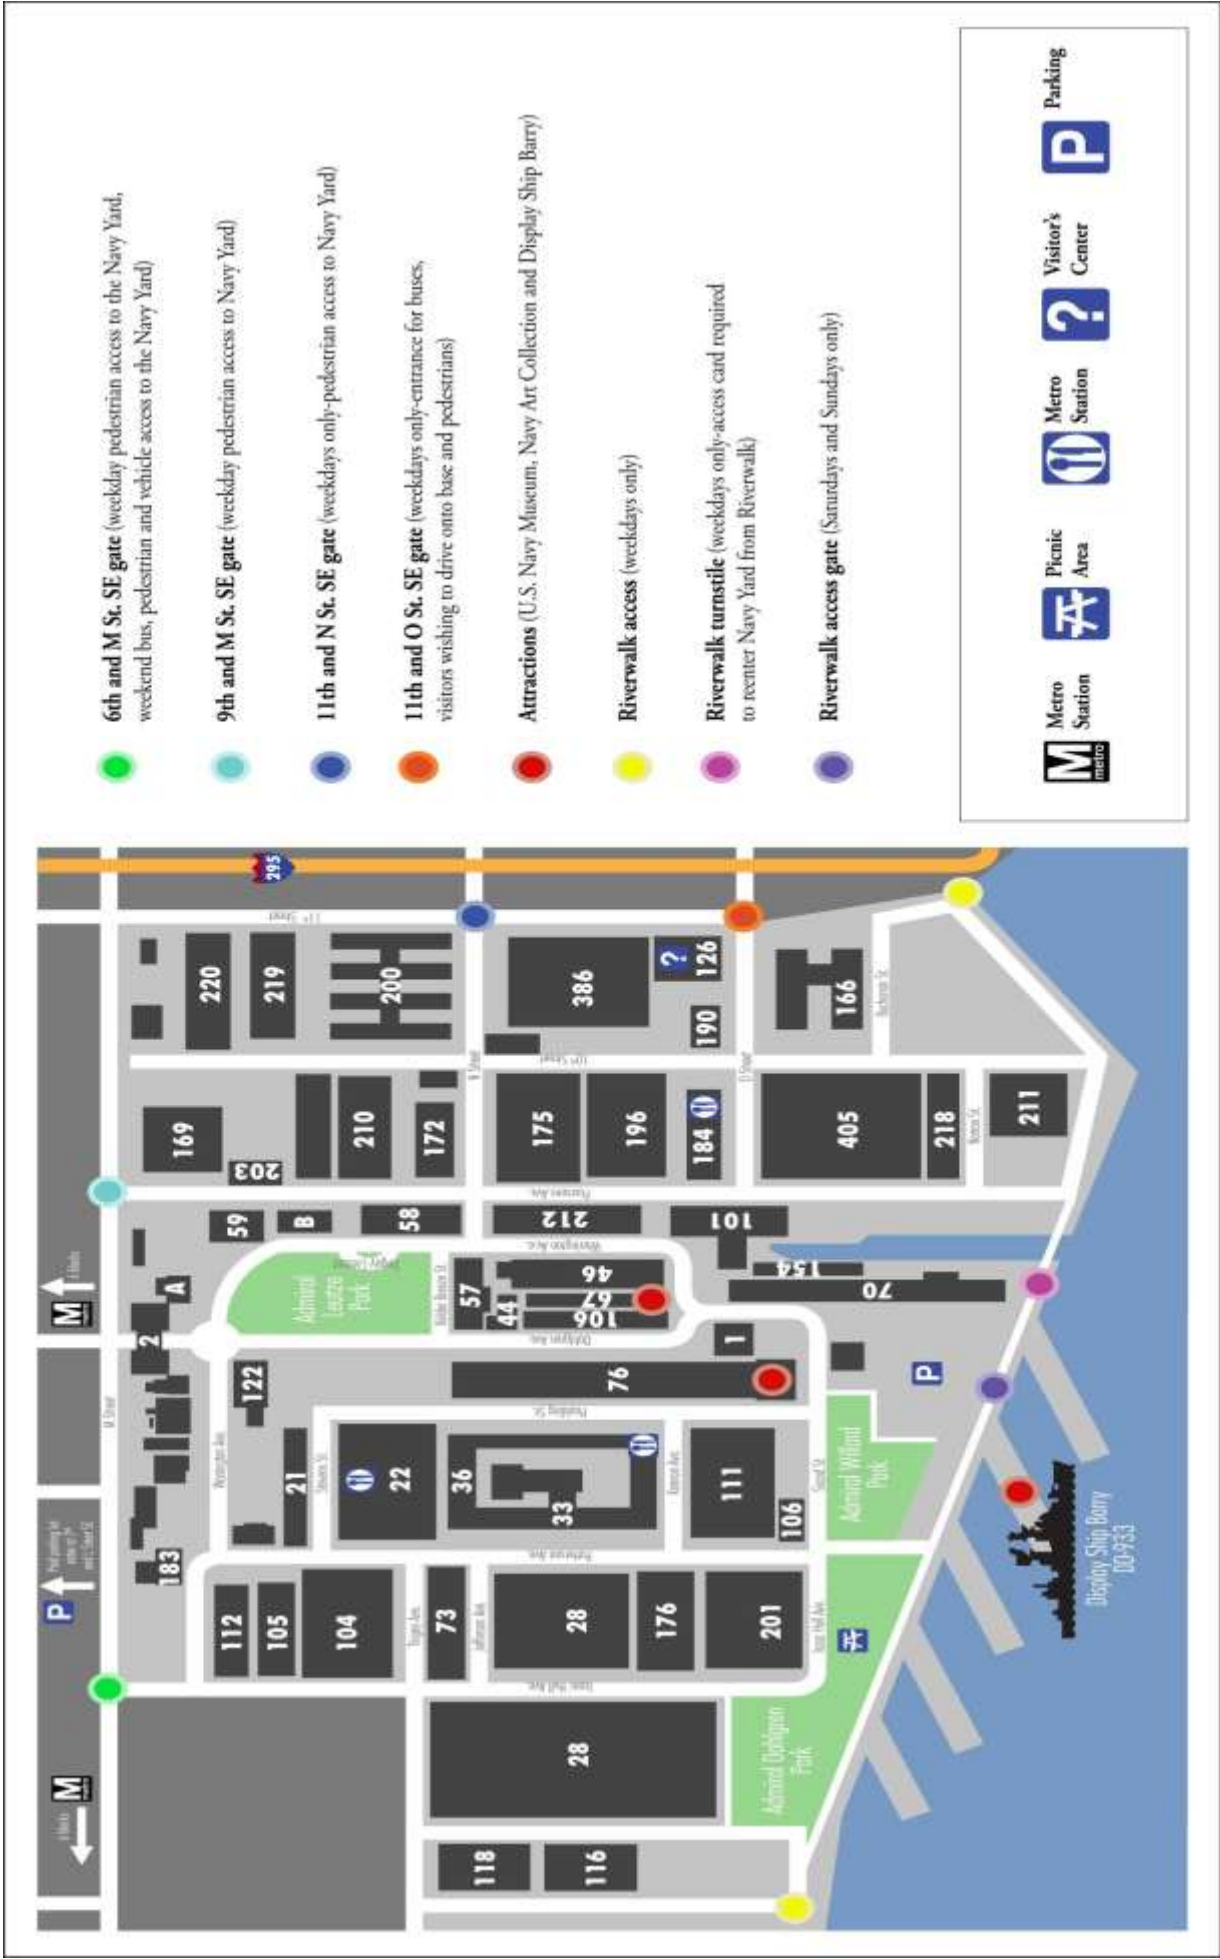 6th and M St. SE gate (weekday pedestrian access to the Navy Yard,
weekend bus, pedestrian and vehicle access to the Navy Yard)
9th and M St. SE gate (weekday pedestrian access to Navy Yard)
11th and N St. SE gate (weekdays only-pedestrian access to Navy Yard)
11th and O St. SE gate (weekdays only-entrance for buses,
visitors wishing to drive onto base and pedestrians)
Attractions (U.S. Navy Museum, Navy Art Collection and Display Ship Barry)
Riverwalk access (weekdays only)
Riverwalk turnstile (weekdays only-access card required
to reenter Navy Yard from Riverwalk)
Riverwalk access gate (Saturdays and Sundays only)
M
metro
Metro
Station
Picnic
Area
Metro
Station
?
Visitor's
Center
P
Parking
M
P
M
295
M Street
11th Street
220
219
200
386
?
126
190
166
10th Street
N Street
O Street
169
203
210
172
175
196
184
405
218
211
59
B
58
212
101
Admiral
Leutze
Park
57
46
67
44
106
154
70
A
2
1
122
76
21
22
36
33
111
106
P
Admiral Willard
Park
183
112
105
104
73
28
176
201
28
Admiral Dahlgren
Park
118
116
Display Ship Barry
DD-933